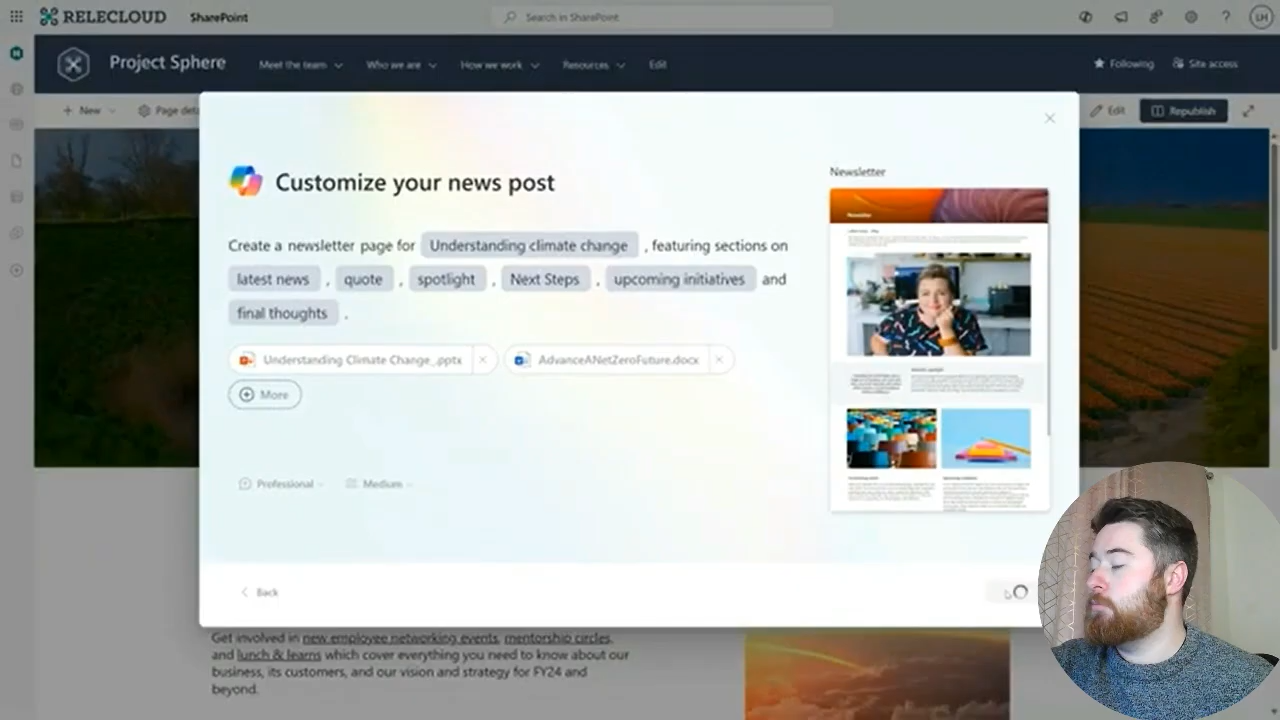 RELECLOUD SharePoint Search in SharePoint ? LH
Project Sphere Meet the team Who we are How we work Resources Edit Following Site access
New Page Edit Republish
Customize your news post
Create a newsletter page for Understanding climate change , featuring sections on
latest news , quote , spotlight , Next Steps , upcoming initiatives and
final thoughts .
Understanding Climate Change_.pptx AdvanceANetZeroFuture.docx
More
Professional Medium
Newsletter
Newsletter
Back
Get involved in new employee networking events, mentorship circles,
and lunch & learns which cover everything you need to know about our
business, its customers, and our vision and strategy for FY24 and
beyond.